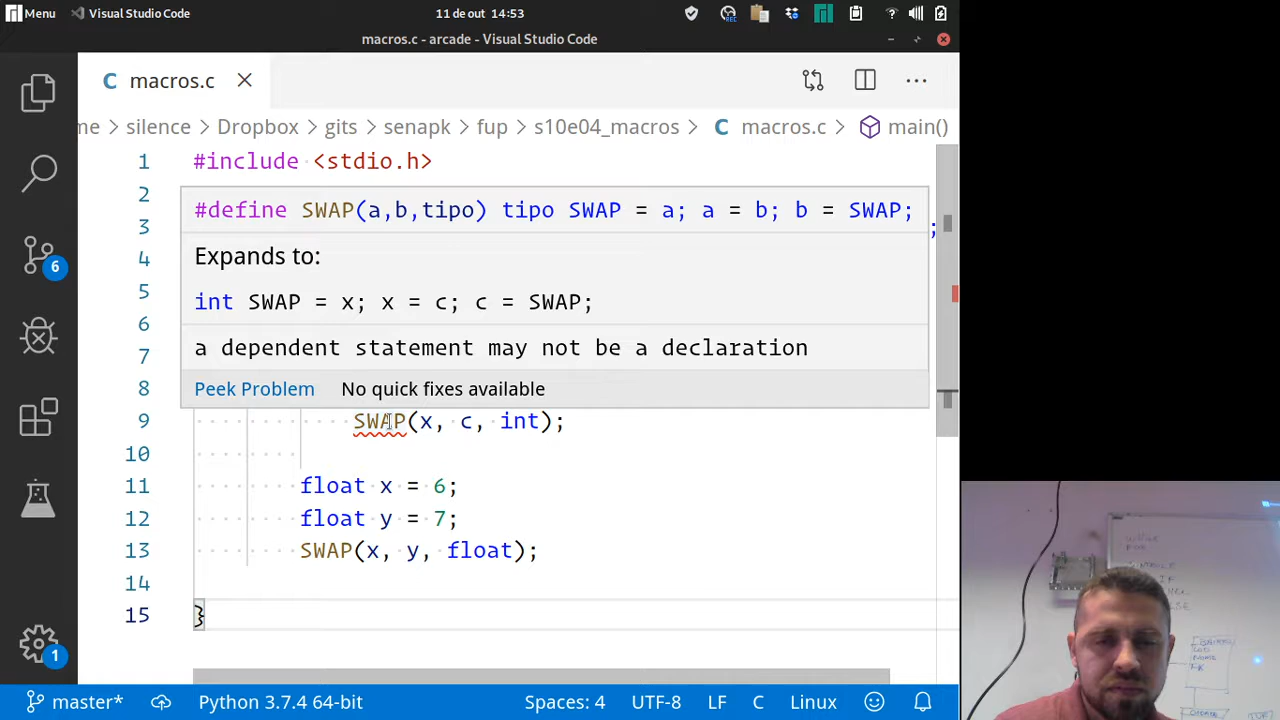 Menu
Visual Studio Code
11 de out 14:53
macros.c - arcade - Visual Studio Code
C macros.c
me > silence > Dropbox > gits > senapk > fup > s10e04_macros > C macros.c > main()
1 #include <stdio.h>
2
3 ;
4
5
6
7
8
#define SWAP(a,b,tipo) tipo SWAP = a; a = b; b = SWAP;
Expands to:
int SWAP = x; x = c; c = SWAP;
a dependent statement may not be a declaration
Peek Problem No quick fixes available
9 SWAP(x, c, int);
10
11 float x = 6;
12 float y = 7;
13 SWAP(x, y, float);
14
15 }
6
1
master* Python 3.7.4 64-bit Spaces: 4 UTF-8 LF C Linux